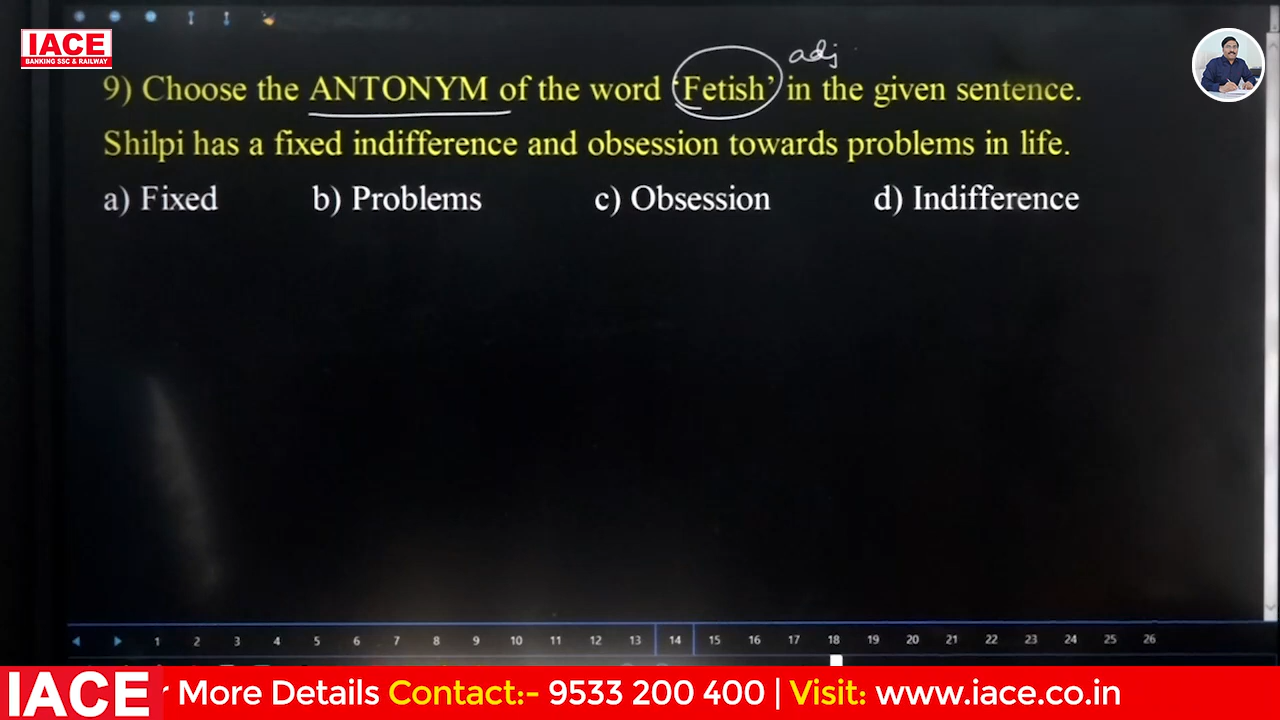 IACE
BANKING SSC & RAILWAY
adj
9) Choose the ANTONYM of the word ‘Fetish’ in the given sentence.
Shilpi has a fixed indifference and obsession towards problems in life.
a) Fixed b) Problems c) Obsession d) Indifference
1 2 3 4 5 6 7 8 9 10 11 12 13 14 15 16 17 18 19 20 21 22 23 24 25 26
IACE r More Details Contact:- 9533 200 400 | Visit: www.iace.co.in